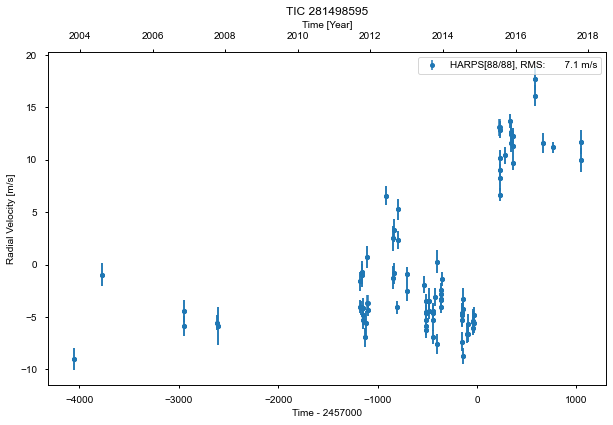 TIC 281498595
Time [Year]
2004 2006 2008 2010 2012 2014 2016 2018
HARPS[88/88], RMS: 7.1 m/s
20
15
10
5
0
−5
−10
Radial Velocity [m/s]
−4000 −3000 −2000 −1000 0 1000
Time - 2457000